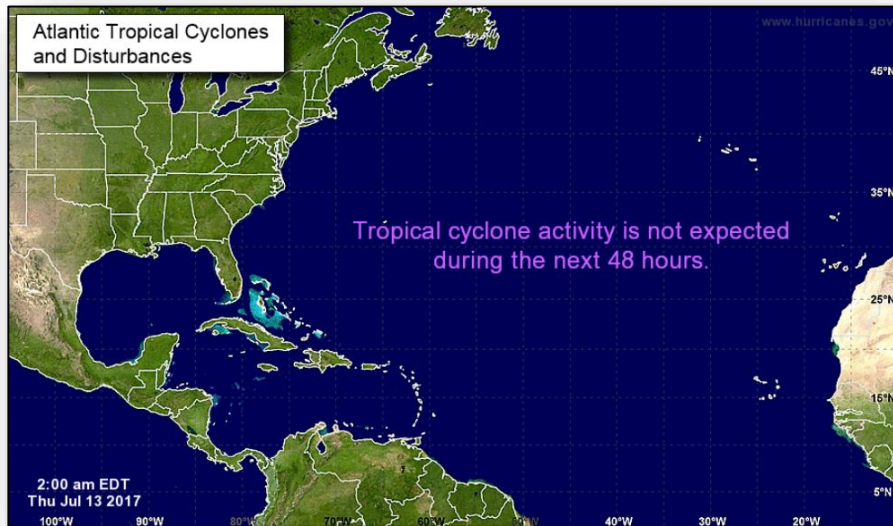 Atlantic Tropical Cyclones
and Disturbances
www.hurricanes.gov
45°N
35°N
Tropical cyclone activity is not expected
during the next 48 hours.
25°N
15°N
2:00 am EDT
Thu Jul 13 2017
5°N
100°W 90°W 80°W 70°W 60°W 50°W 40°W 30°W 20°W